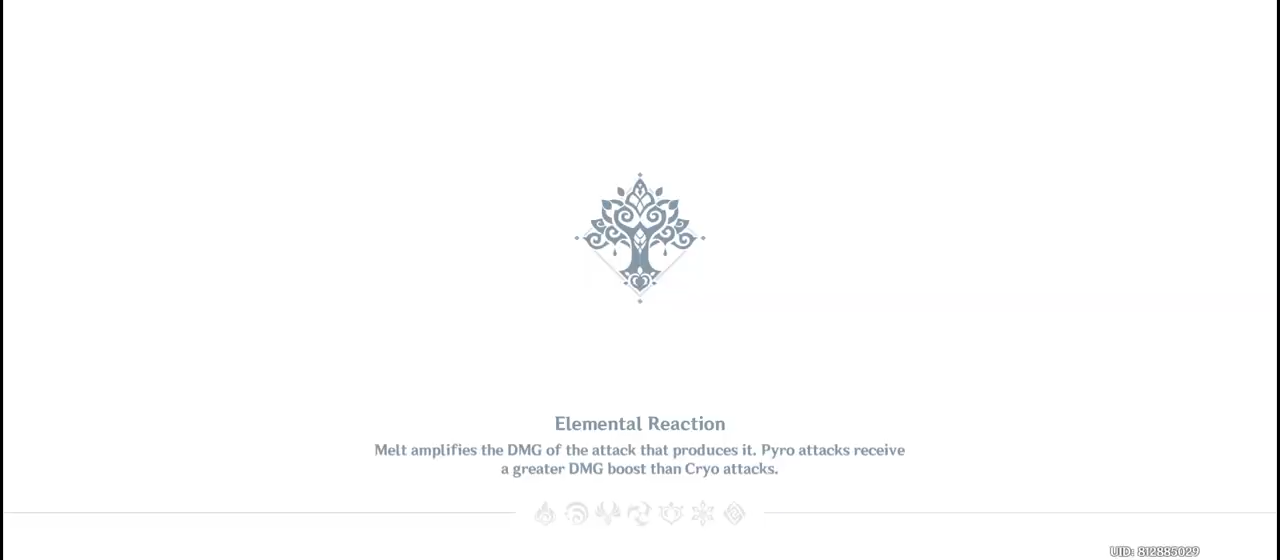 Elemental Reaction
Melt amplifies the DMG of the attack that produces it. Pyro attacks receive
a greater DMG boost than Cryo attacks.
UID: 812885029